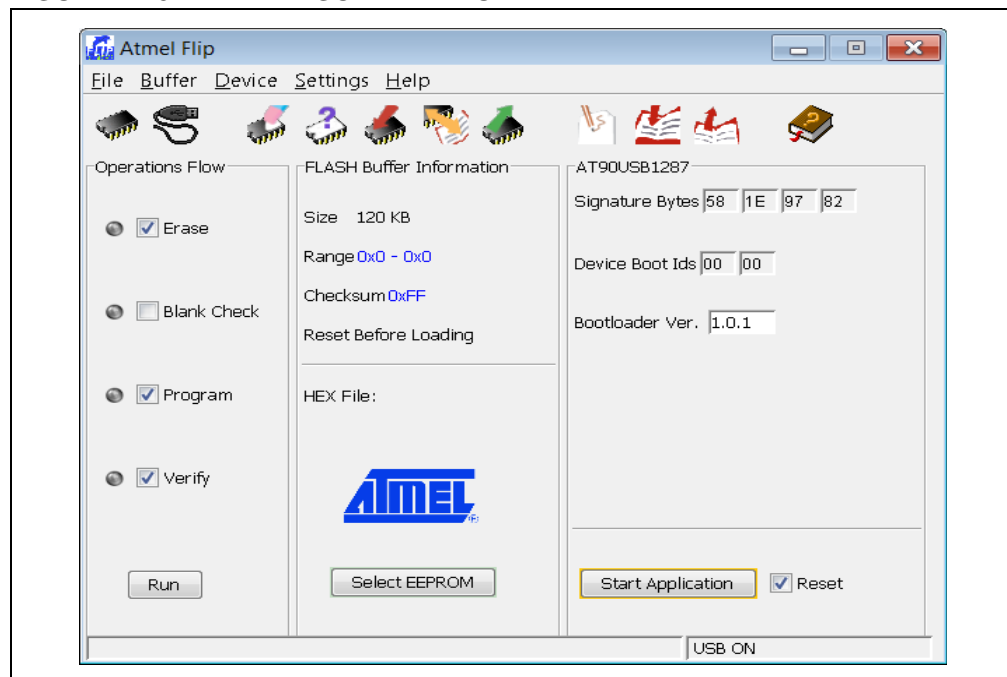 Atmel Flip
File Buffer Device Settings Help
Operations Flow
Erase
Blank Check
Program
Verify
Run
FLASH Buffer Information
Size 120 KB
Range 0x0 - 0x0
Checksum 0xFF
Reset Before Loading
HEX File:
ATMEL
Select EEPROM
AT90USB1287
Signature Bytes 58 1E 97 82
Device Boot Ids 00 00
Bootloader Ver. 1.0.1
Start Application Reset
USB ON